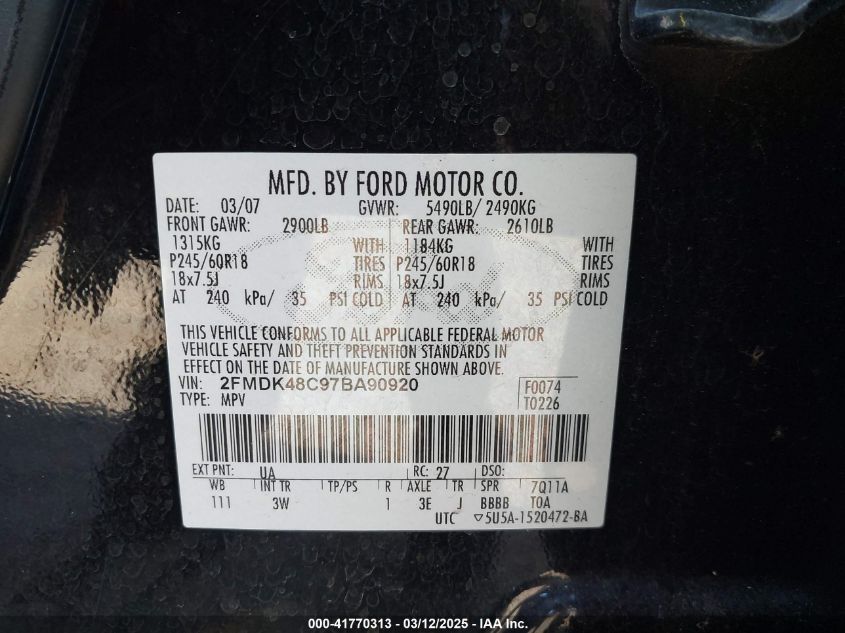 MFD. BY FORD MOTOR CO.
DATE: 03/07 GVWR: 5490LB/ 2490KG
FRONT GAWR: 2900LB REAR GAWR: 2610LB
1315KG WITH 1184KG WITH
P245/60R18 TIRES P245/60R18 TIRES
18x7.5J RIMS 18x7.5J RIMS
AT 240 kPa/ 35 PSI COLD AT 240 kPa/ 35 PSI COLD
THIS VEHICLE CONFORMS TO ALL APPLICABLE FEDERAL MOTOR
VEHICLE SAFETY AND THEFT PREVENTION STANDARDS IN
EFFECT ON THE DATE OF MANUFACTURE SHOWN ABOVE.
VIN: 2FMDK48C97BA90920 F0074
TYPE: MPV T0226
EXT PNT: UA RC: 27 DSO:
WB INT TR TP/PS R AXLE TR SPR 7Q11A
111 3W 1 3E J BBBB TOA
UTC ▽5U5A-1520472-BA
000-41770313 - 03/12/2025 - IAA Inc.